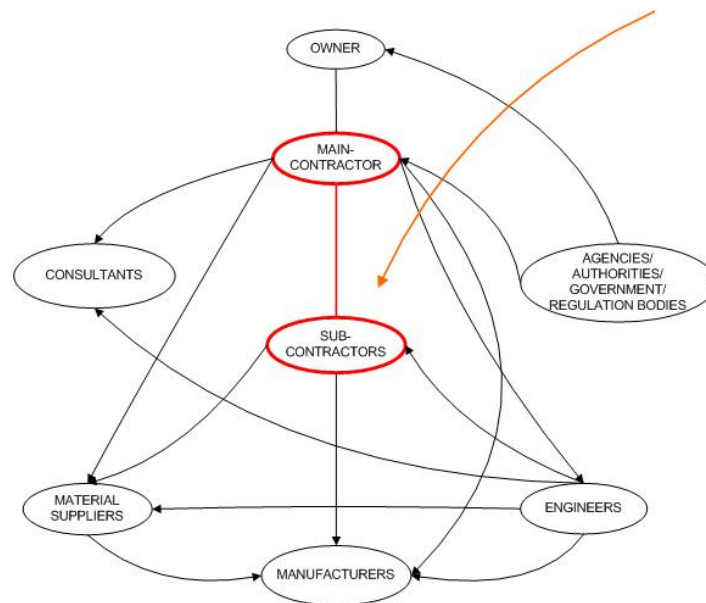 OWNER
MAIN-
CONTRACTOR
CONSULTANTS
AGENCIES/
AUTHORITIES/
GOVERNMENT/
REGULATION BODIES
SUB-
CONTRACTORS
MATERIAL
SUPPLIERS
ENGINEERS
MANUFACTURERS